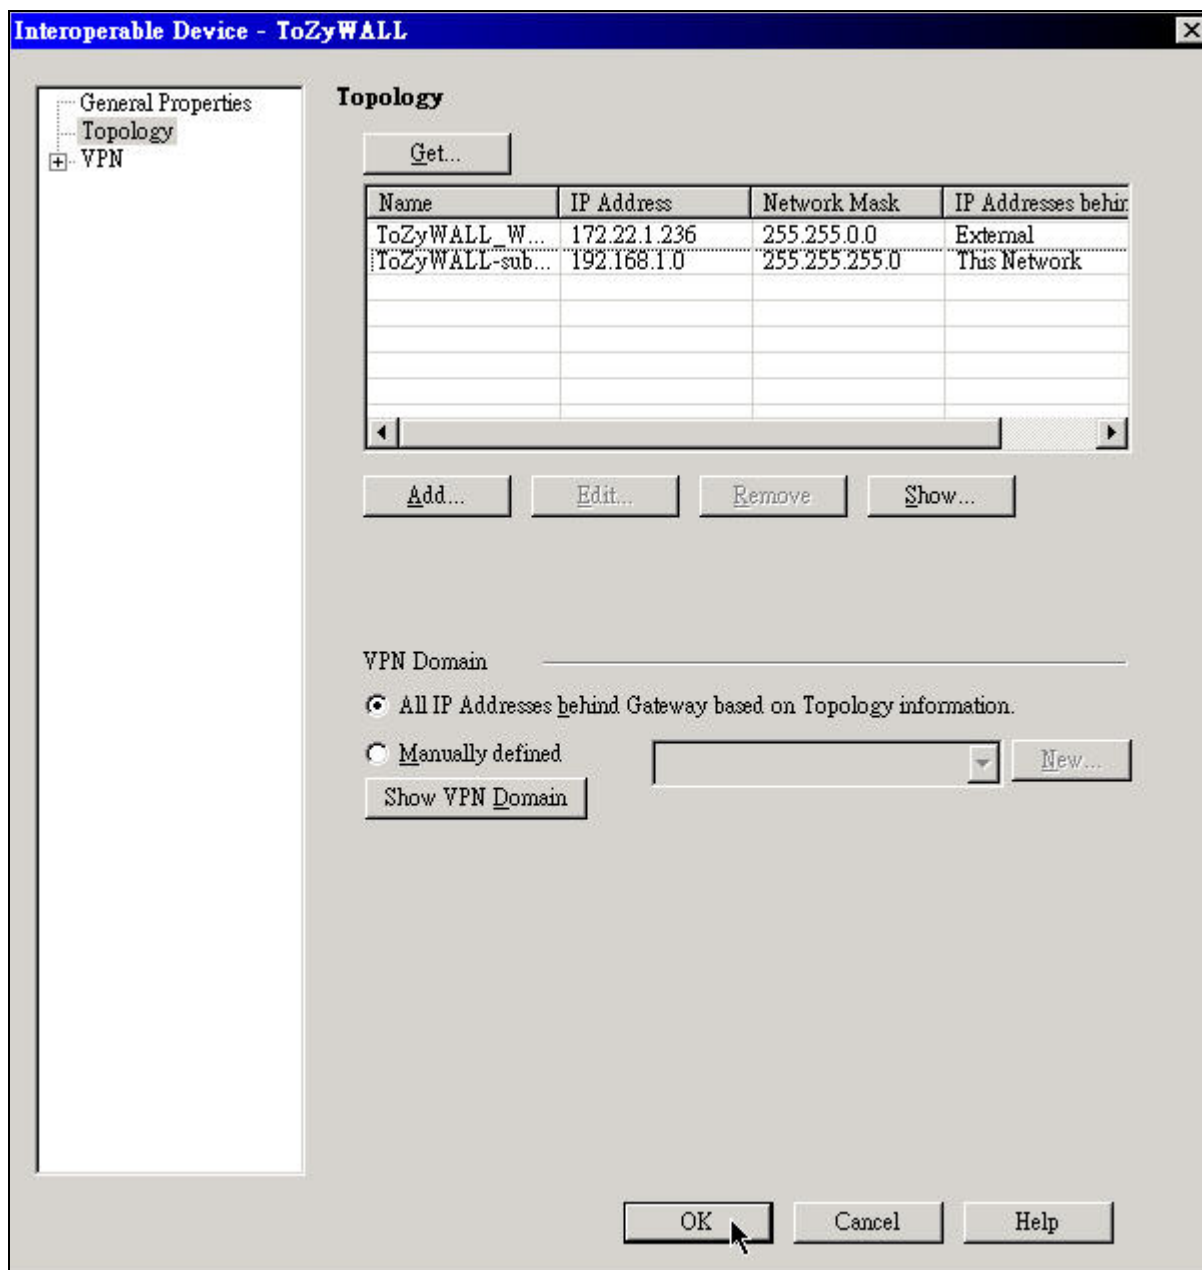 Interoperable Device - ToZyWALL
General Properties
Topology
VPN
Topology
Get...
Name IP Address Network Mask IP Addresses behin
ToZyWALL_W... 172.22.1.236 255.255.0.0 External
ToZyWALL-sub... 192.168.1.0 255.255.255.0 This Network
Add... Edit... Remove Show...
VPN Domain
All IP Addresses behind Gateway based on Topology information.
Manually defined New...
Show VPN Domain
OK Cancel Help